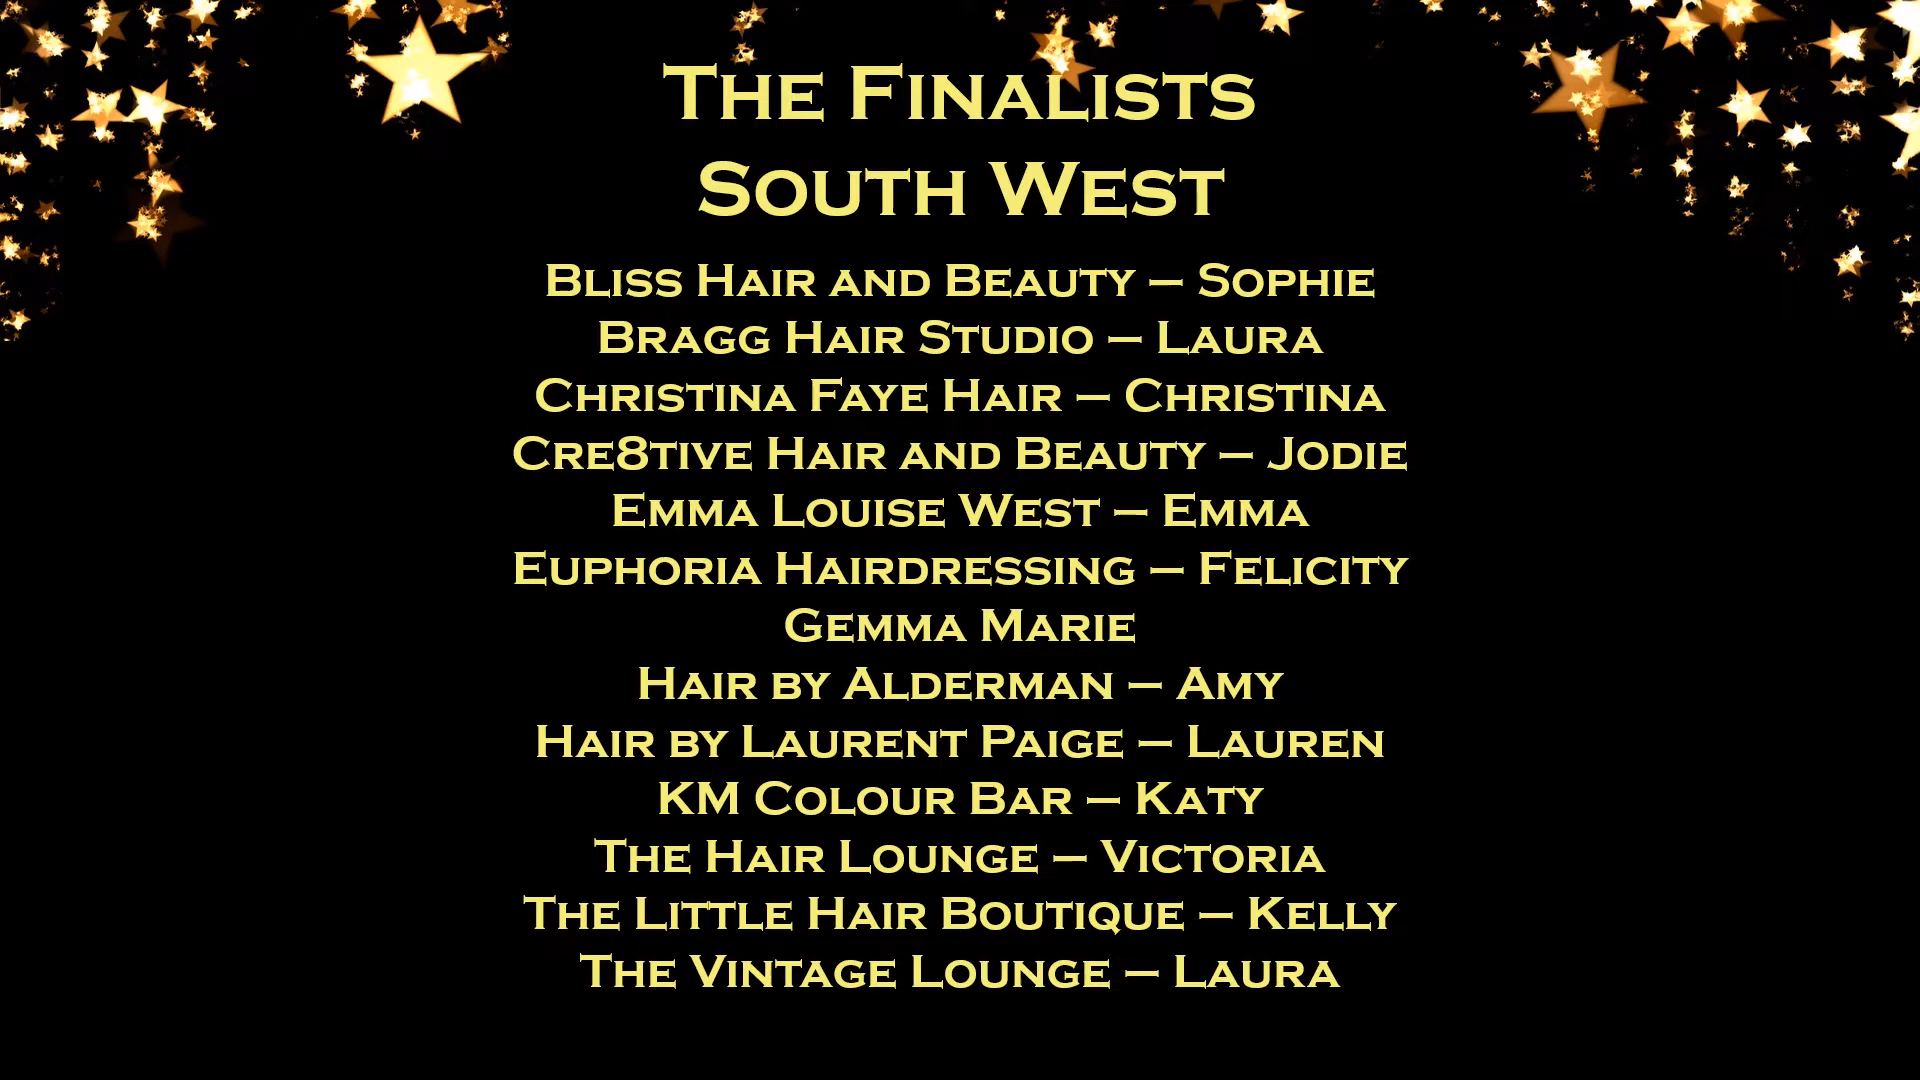 The Finalists
South West
Bliss Hair and Beauty – Sophie
Bragg Hair Studio – Laura
Christina Faye Hair – Christina
Cre8tive Hair and Beauty – Jodie
Emma Louise West – Emma
Euphoria Hairdressing – Felicity
Gemma Marie
Hair by Alderman – Amy
Hair by Laurent Paige – Lauren
KM Colour Bar – Katy
The Hair Lounge – Victoria
The Little Hair Boutique – Kelly
The Vintage Lounge – Laura